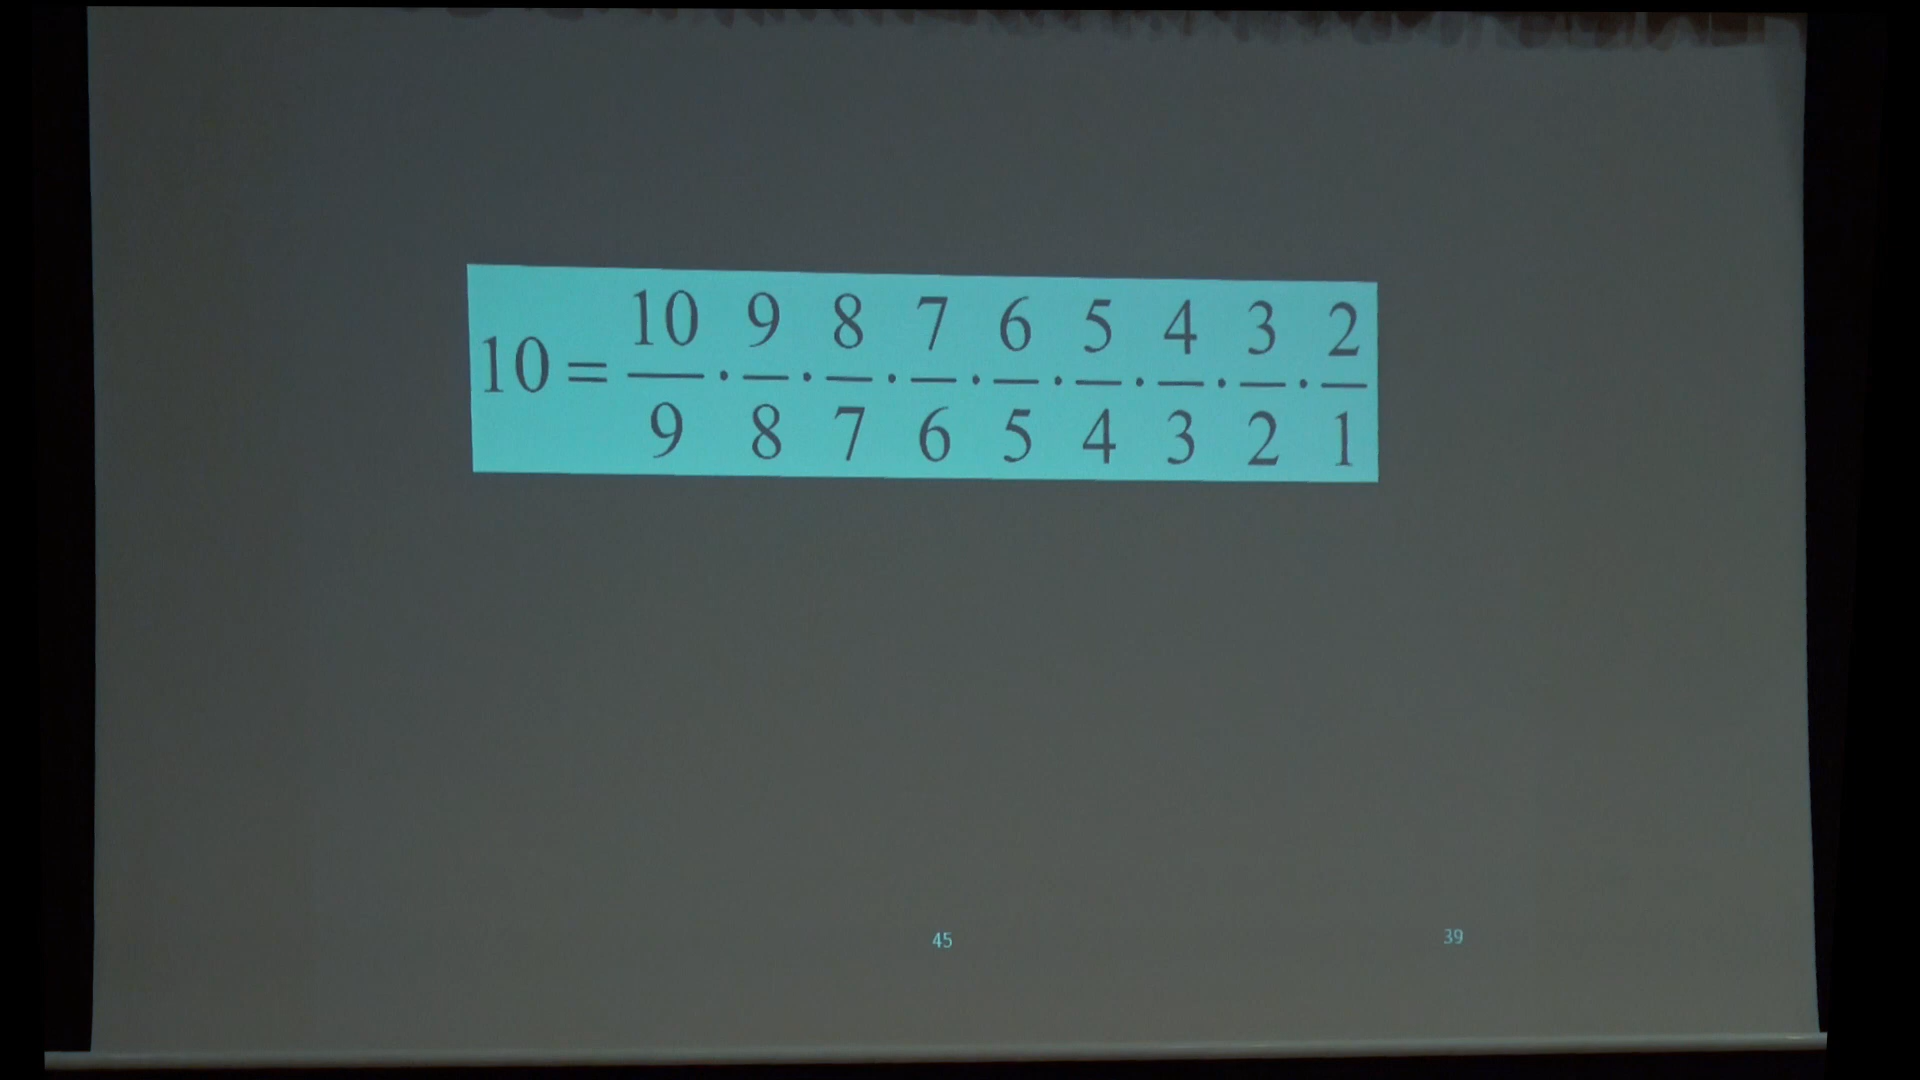 10 = 10/9 · 9/8 · 8/7 · 7/6 · 6/5 · 5/4 · 4/3 · 3/2 · 2/1
45 39